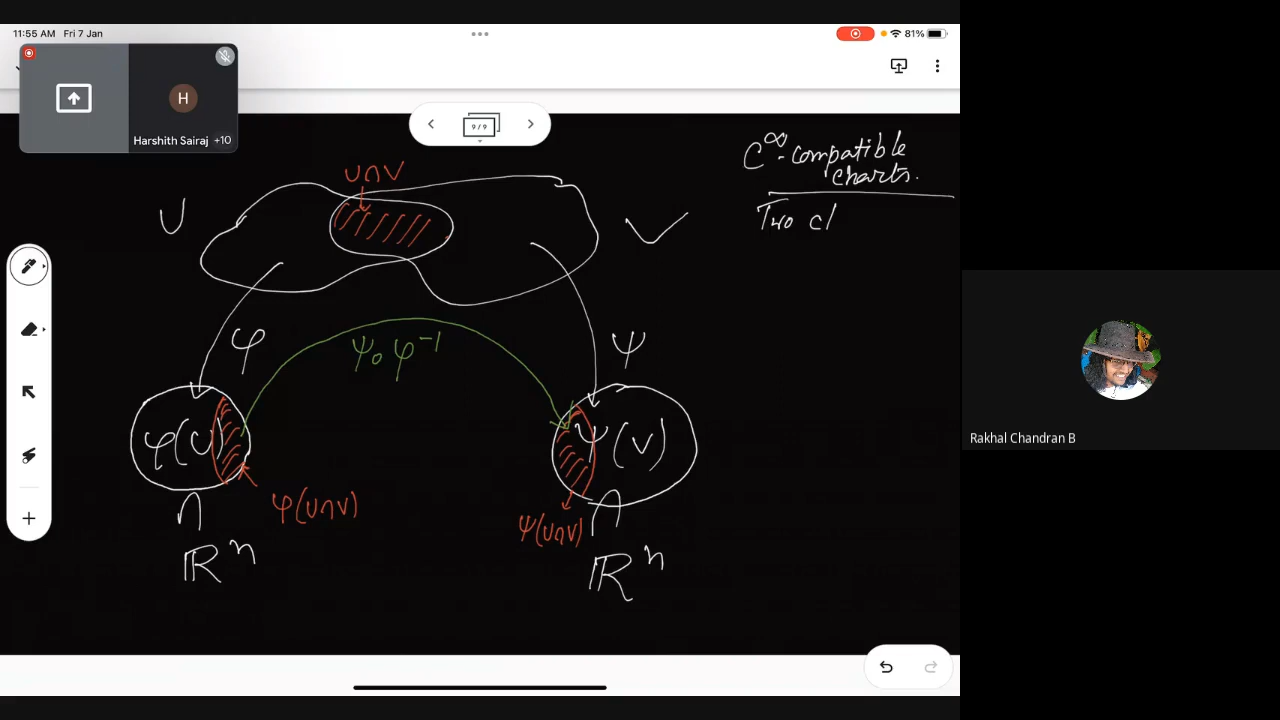 11:55 AM Fri 7 Jan
81%
H
Harshith Sairaj +10
9/9
C^∞-compatible
charts.
Two cl
U∩V
U
V
φ
ψ∘φ⁻¹
ψ
φ(U)
ψ(V)
φ(U∩V)
ψ(U∩V)
∩
∩
ℝⁿ
ℝⁿ
Rakhal Chandran B